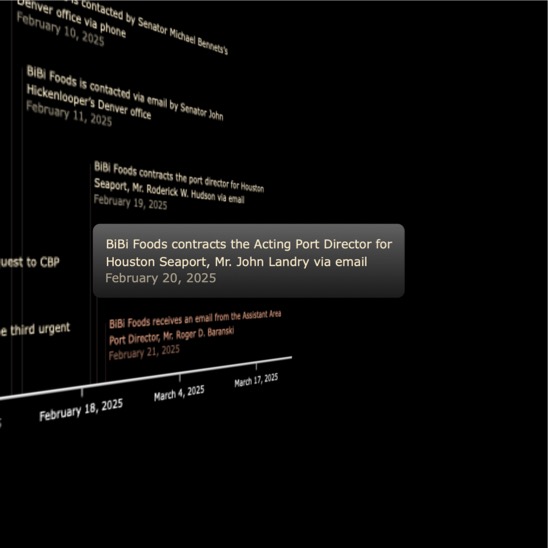 is contacted by Senator Michael Bennets's
Denver office via phone
February 10, 2025
BiBi Foods is contacted via email by Senator John
Hickenlooper's Denver office
February 11, 2025
BiBi Foods contracts the port director for Houston
Seaport, Mr. Roderick W. Hudson via email
February 19, 2025
BiBi Foods contracts the Acting Port Director for
Houston Seaport, Mr. John Landry via email
February 20, 2025
uest to CBP
BiBi Foods receives an email from the Assistant Area
Port Director, Mr. Roger D. Baranski
February 21, 2025
e third urgent
February 18, 2025
March 4, 2025
March 17, 2025